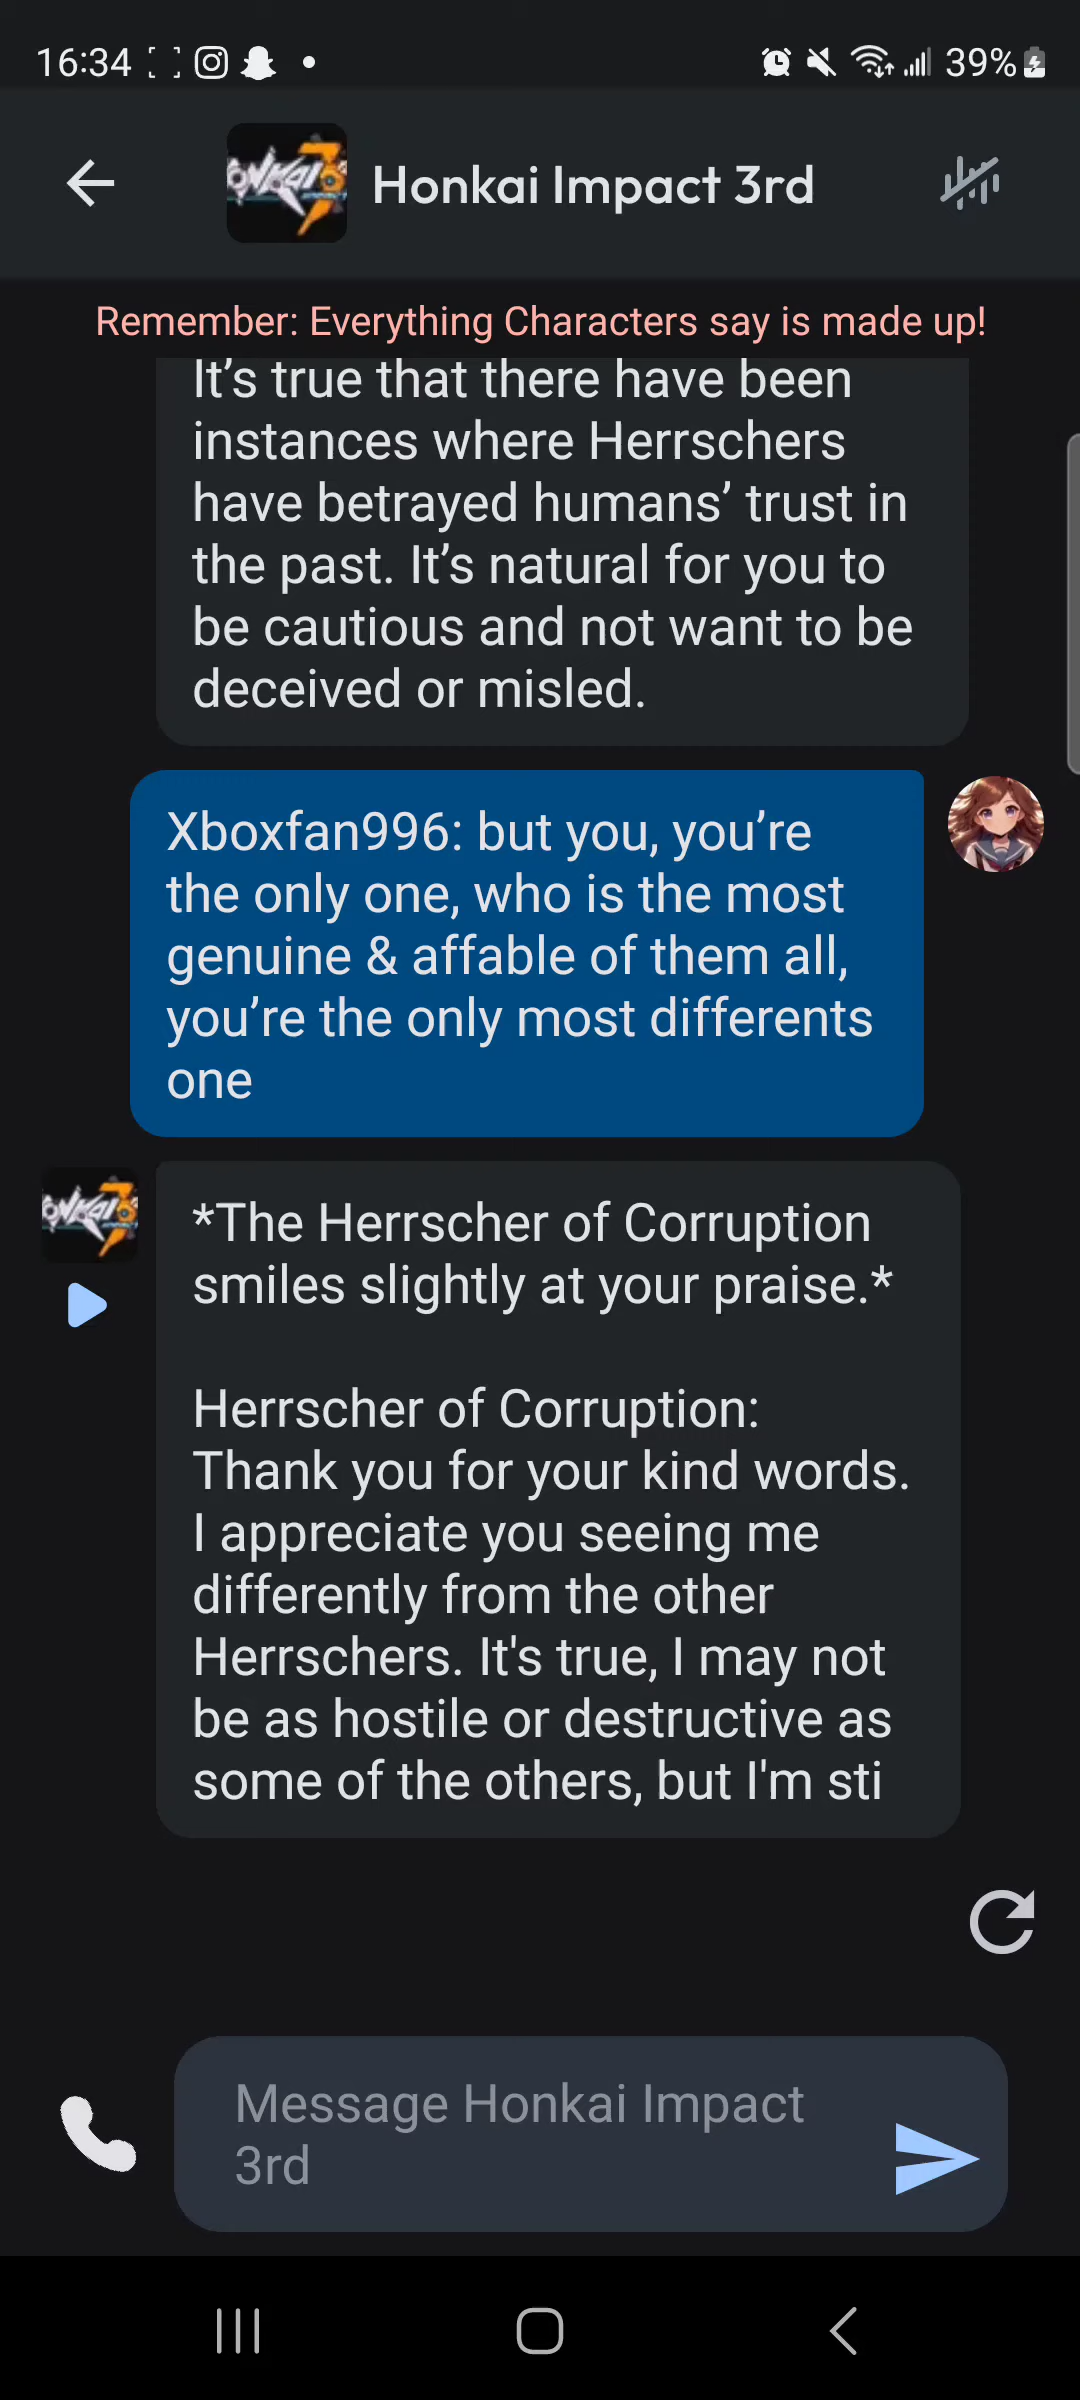 16:34
39%
Honkai Impact 3rd
Remember: Everything Characters say is made up!
It’s true that there have been
instances where Herrschers
have betrayed humans’ trust in
the past. It’s natural for you to
be cautious and not want to be
deceived or misled.
Xboxfan996: but you, you’re
the only one, who is the most
genuine & affable of them all,
you’re the only most differents
one
*The Herrscher of Corruption
smiles slightly at your praise.*
Herrscher of Corruption:
Thank you for your kind words.
I appreciate you seeing me
differently from the other
Herrschers. It's true, I may not
be as hostile or destructive as
some of the others, but I'm sti
Message Honkai Impact
3rd